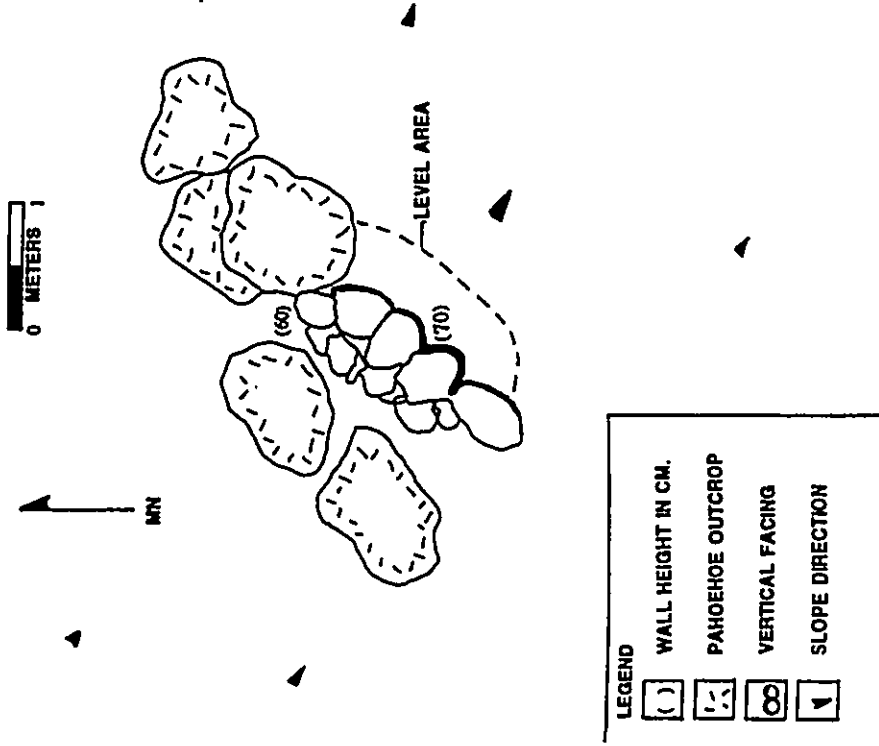 0 METERS 1
MN
(60)
(70)
LEVEL AREA
LEGEND
( ) WALL HEIGHT IN CM.
PAHOEHOE OUTCROP
VERTICAL FACING
SLOPE DIRECTION